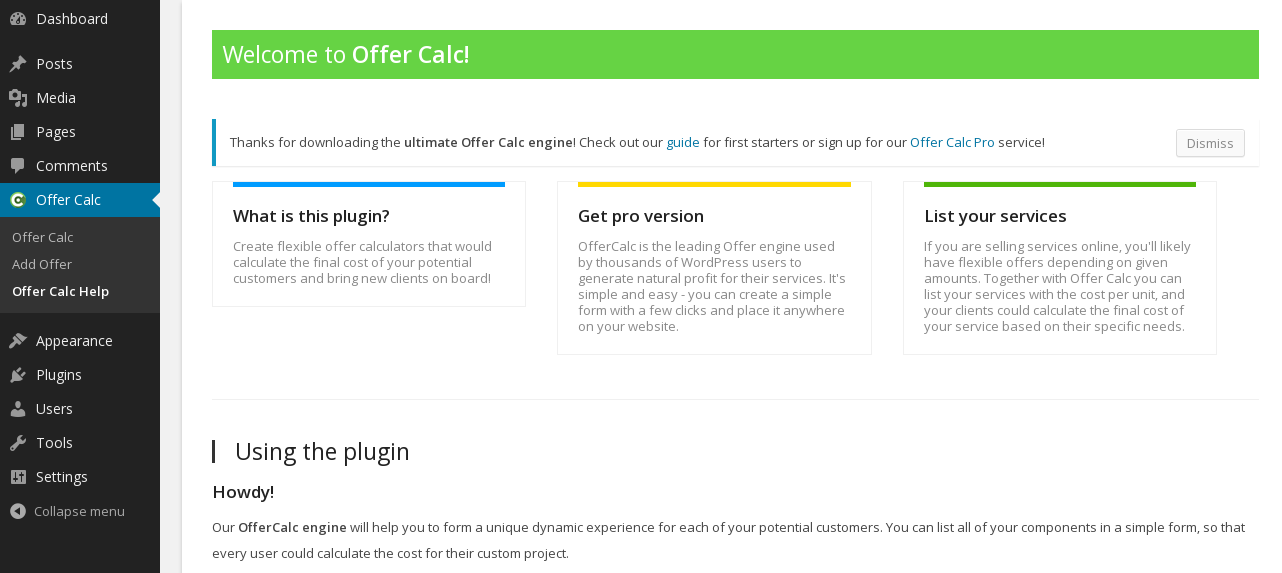 Dashboard
Posts
Media
Pages
Comments
Offer Calc
Offer Calc
Add Offer
Offer Calc Help
Appearance
Plugins
Users
Tools
Settings
Collapse menu
Welcome to Offer Calc!
Thanks for downloading the ultimate Offer Calc engine! Check out our guide for first starters or sign up for our Offer Calc Pro service!
Dismiss
What is this plugin?
Create flexible offer calculators that would
calculate the final cost of your potential
customers and bring new clients on board!
Get pro version
OfferCalc is the leading Offer engine used
by thousands of WordPress users to
generate natural profit for their services. It's
simple and easy - you can create a simple
form with a few clicks and place it anywhere
on your website.
List your services
If you are selling services online, you'll likely
have flexible offers depending on given
amounts. Together with Offer Calc you can
list your services with the cost per unit, and
your clients could calculate the final cost of
your service based on their specific needs.
Using the plugin
Howdy!
Our OfferCalc engine will help you to form a unique dynamic experience for each of your potential customers. You can list all of your components in a simple form, so that
every user could calculate the cost for their custom project.